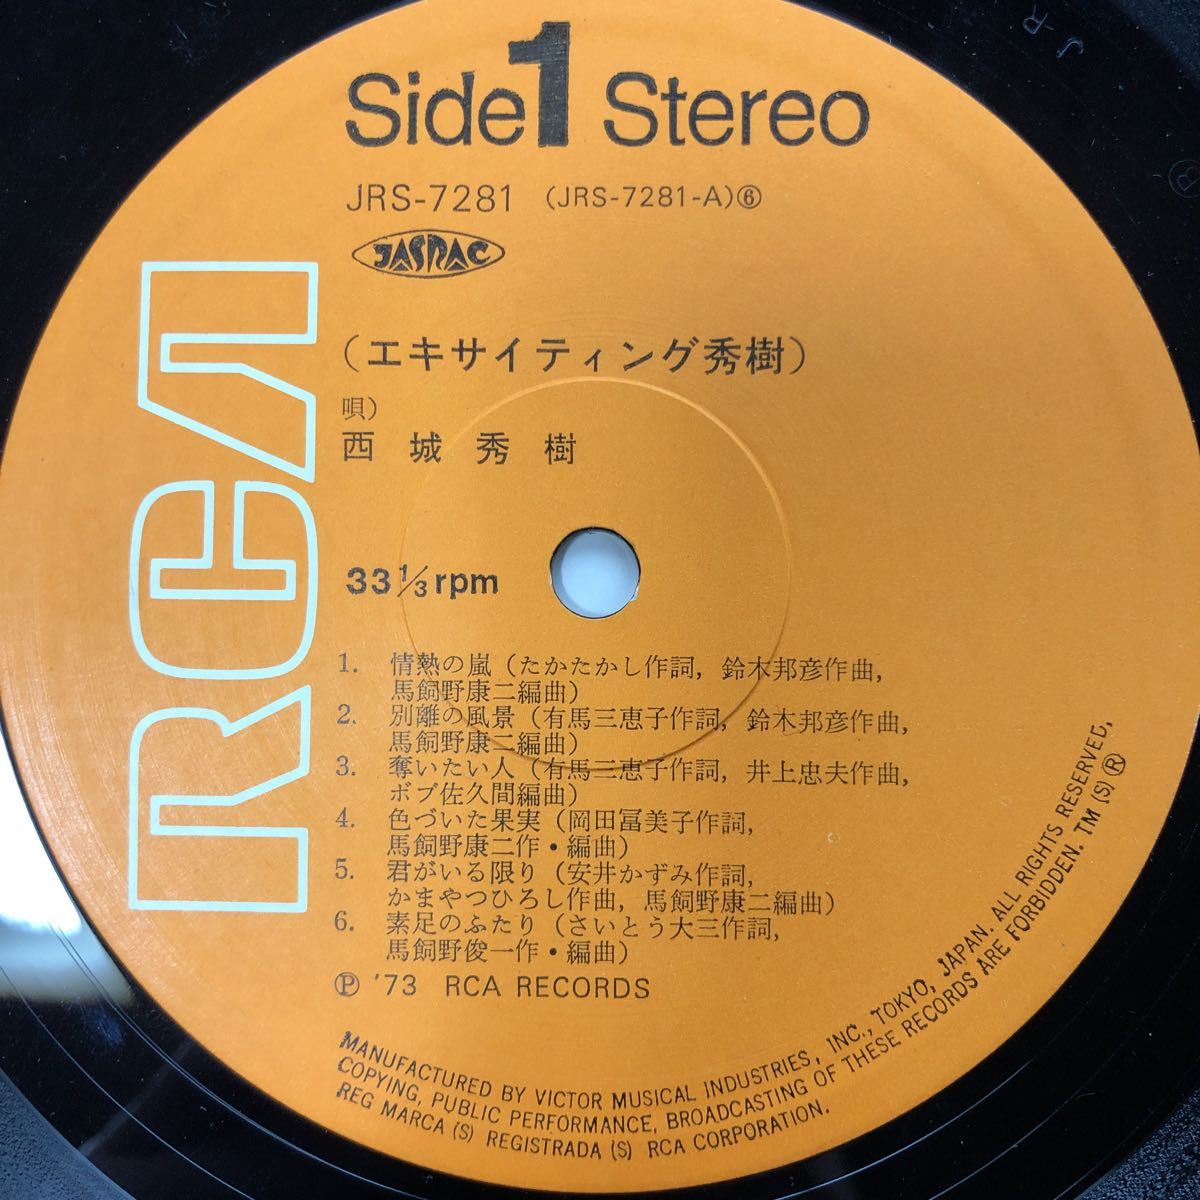 Side 1 Stereo
JRS-7281 (JRS-7281-A)⑥
JASRAC
(エキサイティング秀樹)
唄)
西城秀樹
RCA
33 1/3 rpm
1. 情熱の嵐(たかたかし作詞, 鈴木邦彦作曲,
馬飼野康二編曲)
2. 別離の風景(有馬三恵子作詞, 鈴木邦彦作曲,
馬飼野康二編曲)
3. 奪いたい人(有馬三恵子作詞, 井上忠夫作曲,
ボブ佐久間編曲)
4. 色づいた果実(岡田冨美子作詞,
馬飼野康二作・編曲)
5. 君がいる限り(安井かずみ作詞,
かまやつひろし作曲, 馬飼野康二編曲)
6. 素足のふたり(さいとう大三作詞,
馬飼野俊一作・編曲)
Ⓟ '73 RCA RECORDS
MANUFACTURED BY VICTOR MUSICAL INDUSTRIES, INC., TOKYO, JAPAN. ALL RIGHTS RESERVED,
COPYING, PUBLIC PERFORMANCE, BROADCASTING OF THESE RECORDS ARE FORBIDDEN. TM (S) ®
REG MARCA (S) REGISTRADA (S) RCA CORPORATION.
J R